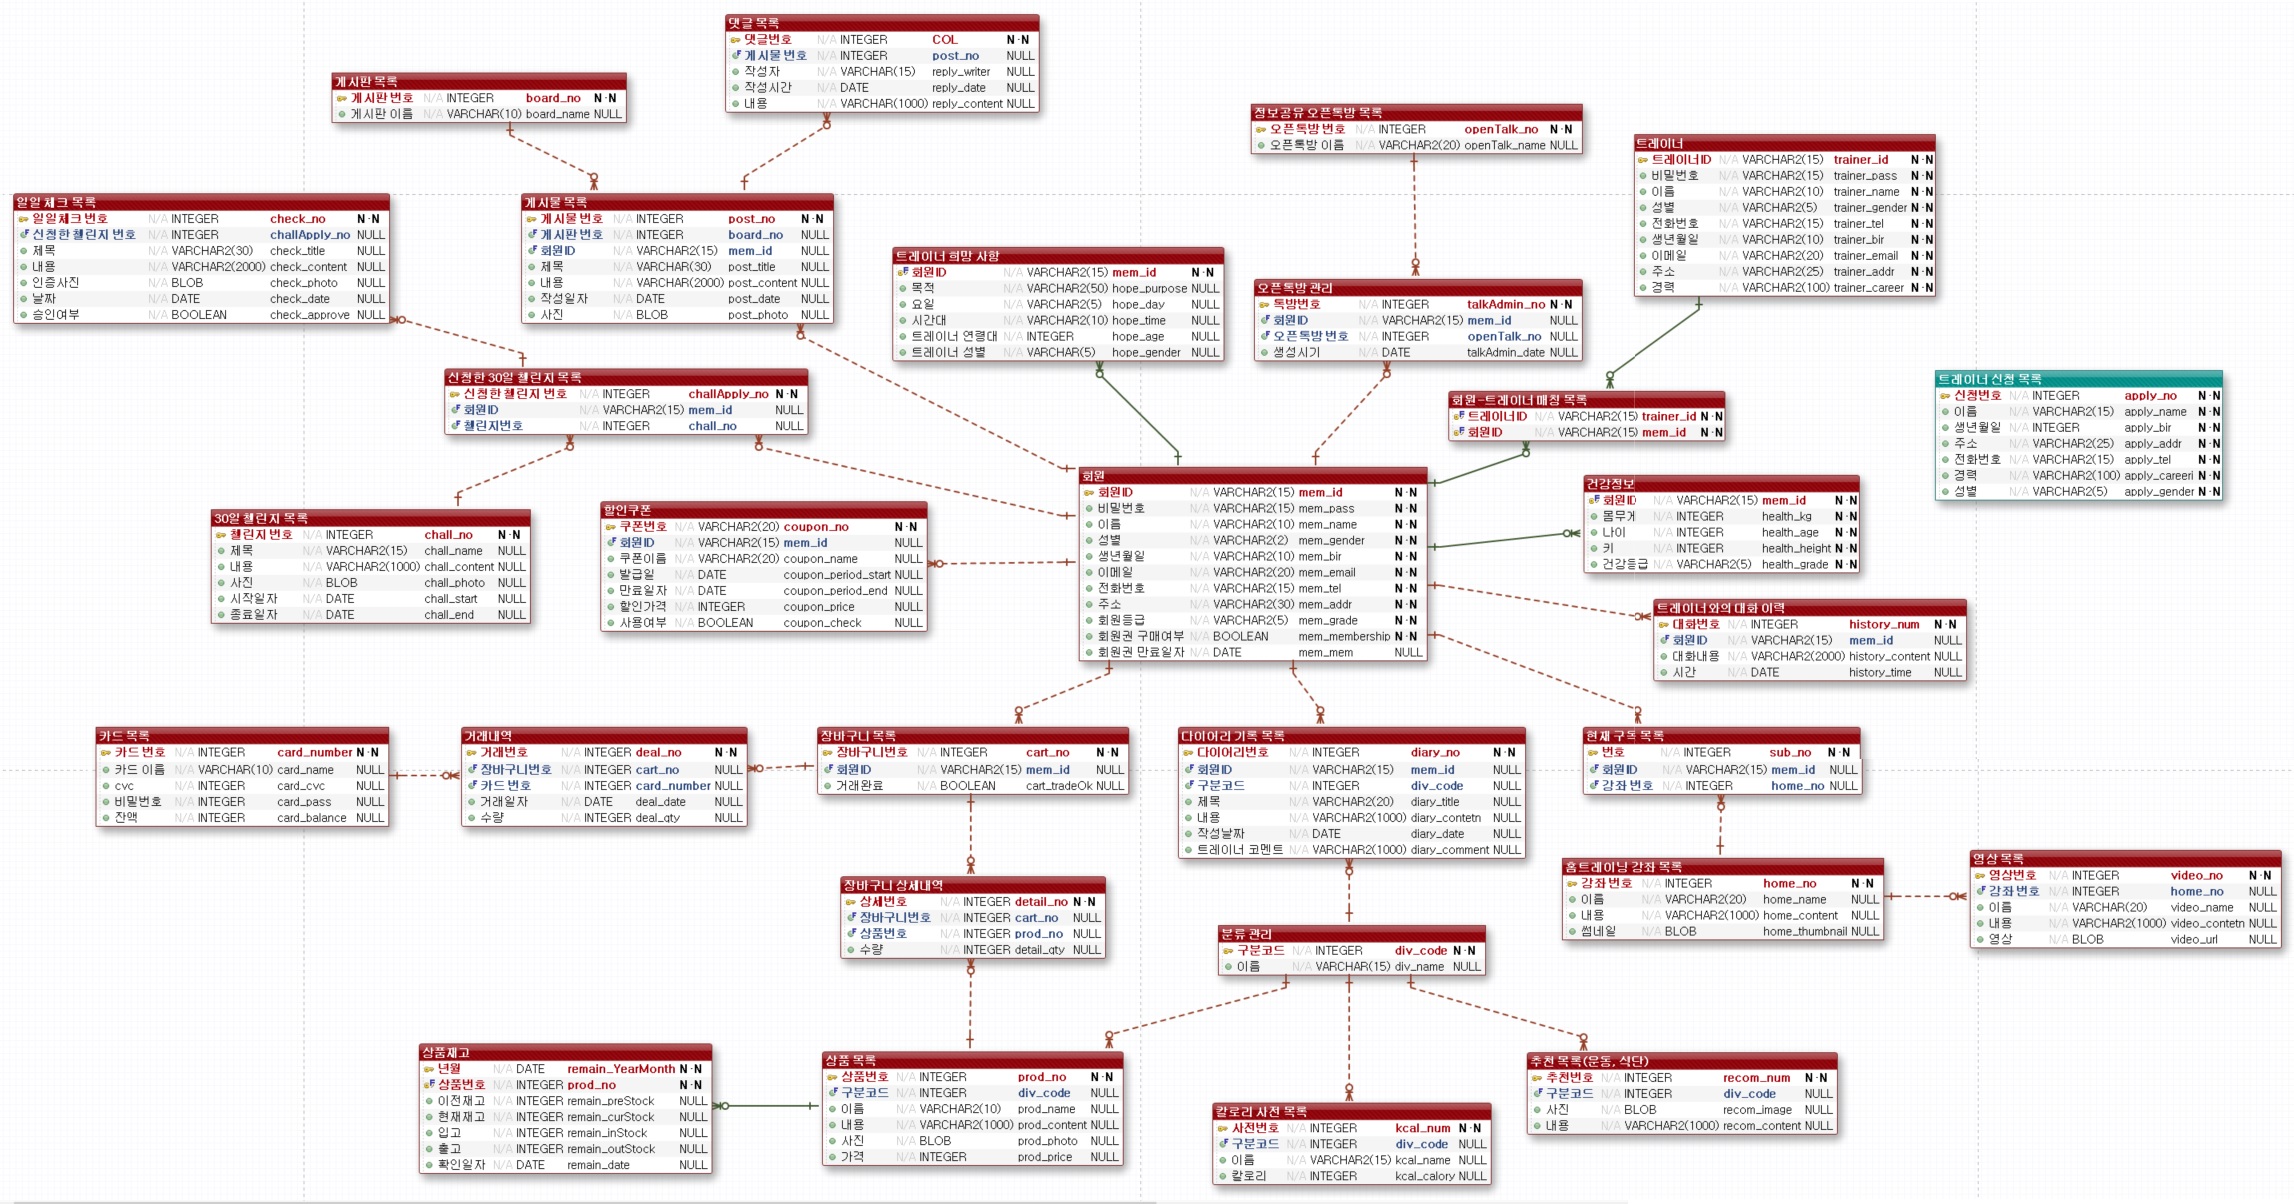 댓글 목록
댓글번호 N/A INTEGER COL N-N
게시물 번호 N/A INTEGER post_no NULL
작성자 N/A VARCHAR(15) reply_writer NULL
작성시간 N/A DATE reply_date NULL
내용 N/A VARCHAR(1000) reply_content NULL
게시판 목록
게시판 번호 N/A INTEGER board_no N-N
게시판 이름 N/A VARCHAR(10) board_name NULL
정보공유 오픈톡방 목록
오픈톡방 번호 N/A INTEGER openTalk_no N-N
오픈톡방 이름 N/A VARCHAR2(20) openTalk_name NULL
트레이너
트레이너ID N/A VARCHAR2(15) trainer_id N-N
비밀번호 N/A VARCHAR2(15) trainer_pass N-N
이름 N/A VARCHAR2(10) trainer_name N-N
성별 N/A VARCHAR2(5) trainer_gender N-N
전화번호 N/A VARCHAR2(15) trainer_tel N-N
생년월일 N/A VARCHAR2(10) trainer_bir N-N
이메일 N/A VARCHAR2(20) trainer_email N-N
주소 N/A VARCHAR2(25) trainer_addr N-N
경력 N/A VARCHAR2(100) trainer_career N-N
일일 체크 목록
일일체크 번호 N/A INTEGER check_no N-N
신청한 챌린지 번호 N/A INTEGER challApply_no NULL
제목 N/A VARCHAR2(30) check_title NULL
내용 N/A VARCHAR2(2000) check_content NULL
인증사진 N/A BLOB check_photo NULL
날짜 N/A DATE check_date NULL
승인여부 N/A BOOLEAN check_approve NULL
게시물 목록
게시물 번호 N/A INTEGER post_no N-N
게시판 번호 N/A INTEGER board_no NULL
회원ID N/A VARCHAR2(15) mem_id NULL
제목 N/A VARCHAR(30) post_title NULL
내용 N/A VARCHAR(2000) post_content NULL
작성일자 N/A DATE post_date NULL
사진 N/A BLOB post_photo NULL
트레이너 희망 사항
회원ID N/A VARCHAR2(15) mem_id N-N
목적 N/A VARCHAR2(50) hope_purpose NULL
요일 N/A VARCHAR2(5) hope_day NULL
시간대 N/A VARCHAR2(10) hope_time NULL
트레이너 연령대 N/A INTEGER hope_age NULL
트레이너 성별 N/A VARCHAR(5) hope_gender NULL
오픈톡방 관리
톡방번호 N/A INTEGER talkAdmin_no N-N
회원ID N/A VARCHAR2(15) mem_id NULL
오픈톡방 번호 N/A INTEGER openTalk_no NULL
생성시기 N/A DATE talkAdmin_date NULL
신청한 30일 챌린지 목록
신청한 챌린지 번호 N/A INTEGER challApply_no N-N
회원ID N/A VARCHAR2(15) mem_id NULL
챌린지번호 N/A INTEGER chall_no NULL
회원-트레이너 매칭 목록
트레이너ID N/A VARCHAR2(15) trainer_id N-N
회원ID N/A VARCHAR2(15) mem_id N-N
트레이너 신청 목록
신청번호 N/A INTEGER apply_no N-N
이름 N/A VARCHAR2(15) apply_name N-N
생년월일 N/A INTEGER apply_bir N-N
주소 N/A VARCHAR2(25) apply_addr N-N
전화번호 N/A VARCHAR2(15) apply_tel N-N
경력 N/A VARCHAR2(100) apply_careeri N-N
성별 N/A VARCHAR2(5) apply_gender N-N
회원
회원ID N/A VARCHAR2(15) mem_id N-N
비밀번호 N/A VARCHAR2(15) mem_pass N-N
이름 N/A VARCHAR2(10) mem_name N-N
성별 N/A VARCHAR2(2) mem_gender N-N
생년월일 N/A VARCHAR2(10) mem_bir N-N
이메일 N/A VARCHAR2(20) mem_email N-N
전화번호 N/A VARCHAR2(15) mem_tel N-N
주소 N/A VARCHAR2(30) mem_addr N-N
회원등급 N/A VARCHAR2(5) mem_grade N-N
회원권 구매여부 N/A BOOLEAN mem_membership N-N
회원권 만료일자 N/A DATE mem_mem NULL
건강정보
회원ID N/A VARCHAR2(15) mem_id N-N
몸무게 N/A INTEGER health_kg N-N
나이 N/A INTEGER health_age N-N
키 N/A INTEGER health_height N-N
건강등급 N/A VARCHAR2(5) health_grade N-N
30일 챌린지 목록
챌린지 번호 N/A INTEGER chall_no N-N
제목 N/A VARCHAR2(15) chall_name NULL
내용 N/A VARCHAR2(1000) chall_content NULL
사진 N/A BLOB chall_photo NULL
시작일자 N/A DATE chall_start NULL
종료일자 N/A DATE chall_end NULL
할인쿠폰
쿠폰번호 N/A VARCHAR2(20) coupon_no N-N
회원ID N/A VARCHAR2(15) mem_id NULL
쿠폰이름 N/A VARCHAR2(20) coupon_name NULL
발급일 N/A DATE coupon_period_start NULL
만료일자 N/A DATE coupon_period_end NULL
할인가격 N/A INTEGER coupon_price NULL
사용여부 N/A BOOLEAN coupon_check NULL
트레이너와의 대화 이력
대화번호 N/A INTEGER history_num N-N
회원ID N/A VARCHAR2(15) mem_id NULL
대화내용 N/A VARCHAR2(2000) history_content NULL
시간 N/A DATE history_time NULL
카드 목록
카드 번호 N/A INTEGER card_number N-N
카드 이름 N/A VARCHAR(10) card_name NULL
cvc N/A INTEGER card_cvc NULL
비밀번호 N/A INTEGER card_pass NULL
잔액 N/A INTEGER card_balance NULL
거래내역
거래번호 N/A INTEGER deal_no N-N
장바구니번호 N/A INTEGER cart_no NULL
카드 번호 N/A INTEGER card_number NULL
거래일자 N/A DATE deal_date NULL
수량 N/A INTEGER deal_qty NULL
장바구니 목록
장바구니번호 N/A INTEGER cart_no N-N
회원ID N/A VARCHAR2(15) mem_id NULL
거래완료 N/A BOOLEAN cart_tradeOk NULL
다이어리 기록 목록
다이어리번호 N/A INTEGER diary_no N-N
회원ID N/A VARCHAR2(15) mem_id NULL
구분코드 N/A INTEGER div_code NULL
제목 N/A VARCHAR2(20) diary_title NULL
내용 N/A VARCHAR2(1000) diary_contetn NULL
작성날짜 N/A DATE diary_date NULL
트레이너 코멘트 N/A VARCHAR2(1000) diary_comment NULL
현재 구독 목록
번호 N/A INTEGER sub_no N-N
회원ID N/A VARCHAR2(15) mem_id NULL
강좌 번호 N/A INTEGER home_no NULL
홈트레이닝 강좌 목록
강좌 번호 N/A INTEGER home_no N-N
이름 N/A VARCHAR2(20) home_name NULL
내용 N/A VARCHAR2(1000) home_content NULL
썸네일 N/A BLOB home_thumbnail NULL
영상 목록
영상번호 N/A INTEGER video_no N-N
강좌 번호 N/A INTEGER home_no NULL
이름 N/A VARCHAR(20) video_name NULL
내용 N/A VARCHAR2(1000) video_contetn NULL
영상 N/A BLOB video_url NULL
장바구니 상세내역
상세번호 N/A INTEGER detail_no N-N
장바구니번호 N/A INTEGER cart_no NULL
상품번호 N/A INTEGER prod_no NULL
수량 N/A INTEGER detail_qty NULL
분류 관리
구분코드 N/A INTEGER div_code N-N
이름 N/A VARCHAR(15) div_name NULL
상품재고
년월 N/A DATE remain_YearMonth N-N
상품번호 N/A INTEGER prod_no N-N
이전재고 N/A INTEGER remain_preStock NULL
현재재고 N/A INTEGER remain_curStock NULL
입고 N/A INTEGER remain_inStock NULL
출고 N/A INTEGER remain_outStock NULL
확인일자 N/A DATE remain_date NULL
상품 목록
상품번호 N/A INTEGER prod_no N-N
구분코드 N/A INTEGER div_code NULL
이름 N/A VARCHAR2(10) prod_name NULL
내용 N/A VARCHAR2(1000) prod_content NULL
사진 N/A BLOB prod_photo NULL
가격 N/A INTEGER prod_price NULL
칼로리 사전 목록
사전번호 N/A INTEGER kcal_num N-N
구분코드 N/A INTEGER div_code NULL
이름 N/A VARCHAR2(15) kcal_name NULL
칼로리 N/A INTEGER kcal_calory NULL
추천 목록(운동, 식단)
추천번호 N/A INTEGER recom_num N-N
구분코드 N/A INTEGER div_code NULL
사진 N/A BLOB recom_image NULL
내용 N/A VARCHAR2(1000) recom_content NULL